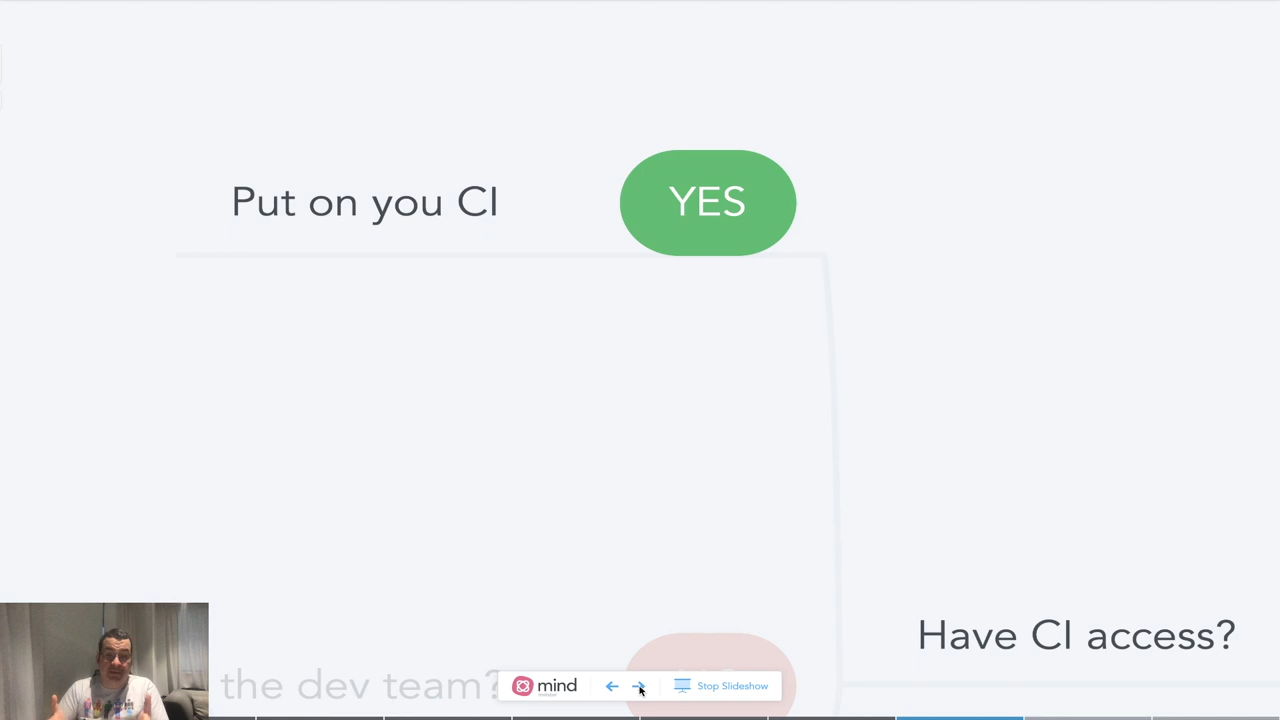 Put on you CI
YES
Have CI access?
the dev team?
mind
Stop Slideshow